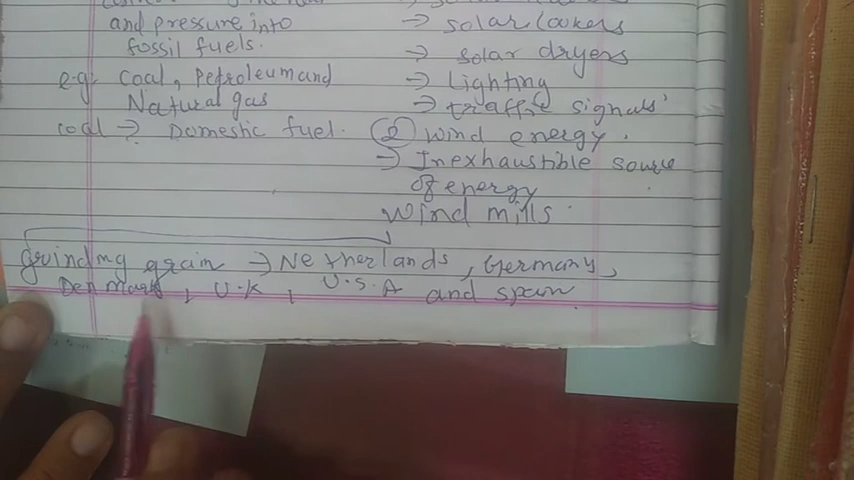 and pressure into
fossil fuels.
e.g: Coal, Petroleum and
Natural gas
coal → Domestic fuel.
→ solar cookers
→ solar dryers
→ Lighting
→ traffic signals'
② Wind energy.
→ Inexhaustible source
of energy
Wind mills.
Grinding grain → Netherlands, Germany,
Denmark, U.K, U.S.A and spain